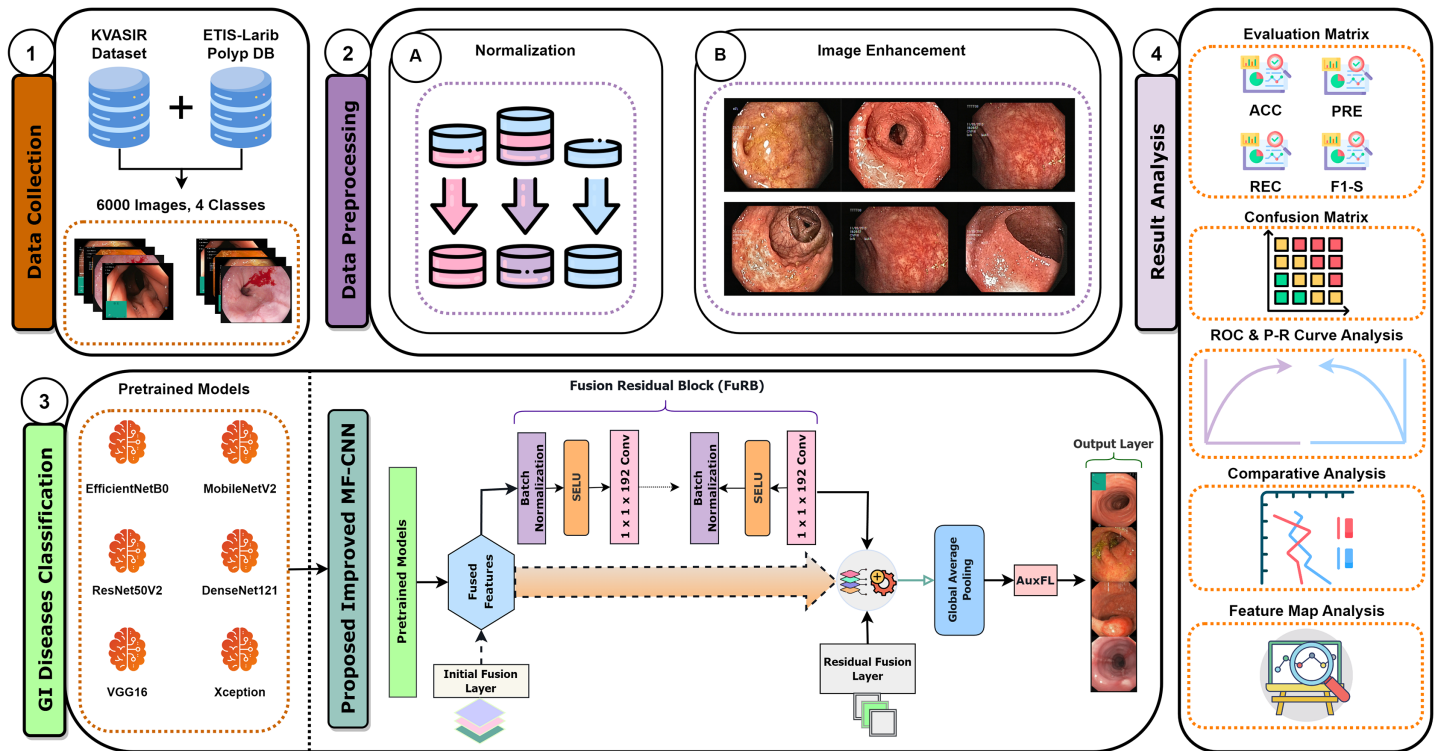 1
Data Collection
KVASIR
Dataset
ETIS-Larib
Polyp DB
6000 Images, 4 Classes
2
Data Preprocessing
A
Normalization
B
Image Enhancement
3
GI Diseases Classification
Pretrained Models
EfficientNetB0
MobileNetV2
ResNet50V2
DenseNet121
VGG16
Xception
Proposed Improved MF-CNN
Pretrained Models
Fused
Features
Initial Fusion
Layer
Fusion Residual Block (FuRB)
Batch
Normalization
SELU
1 x 1 x 192 Conv
Batch
Normalization
SELU
1 x 1 x 192 Conv
Residual Fusion
Layer
Global Average
Pooling
AuxFL
Output Layer
4
Result Analysis
Evaluation Matrix
ACC
PRE
REC
F1-S
Confusion Matrix
ROC & P-R Curve Analysis
Comparative Analysis
Feature Map Analysis